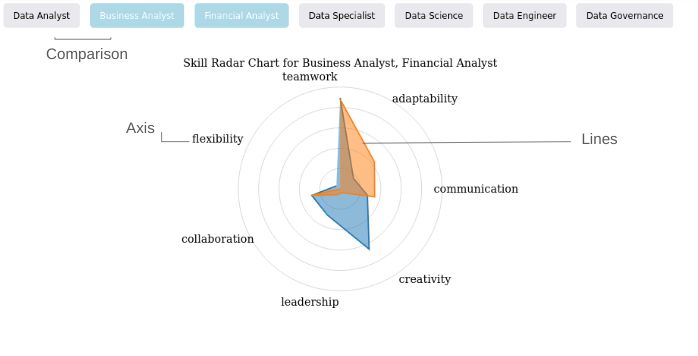 Data Analyst
Business Analyst
Financial Analyst
Data Specialist
Data Science
Data Engineer
Data Governance
Comparison
Skill Radar Chart for Business Analyst, Financial Analyst
teamwork
adaptability
Axis
flexibility
Lines
communication
collaboration
creativity
leadership